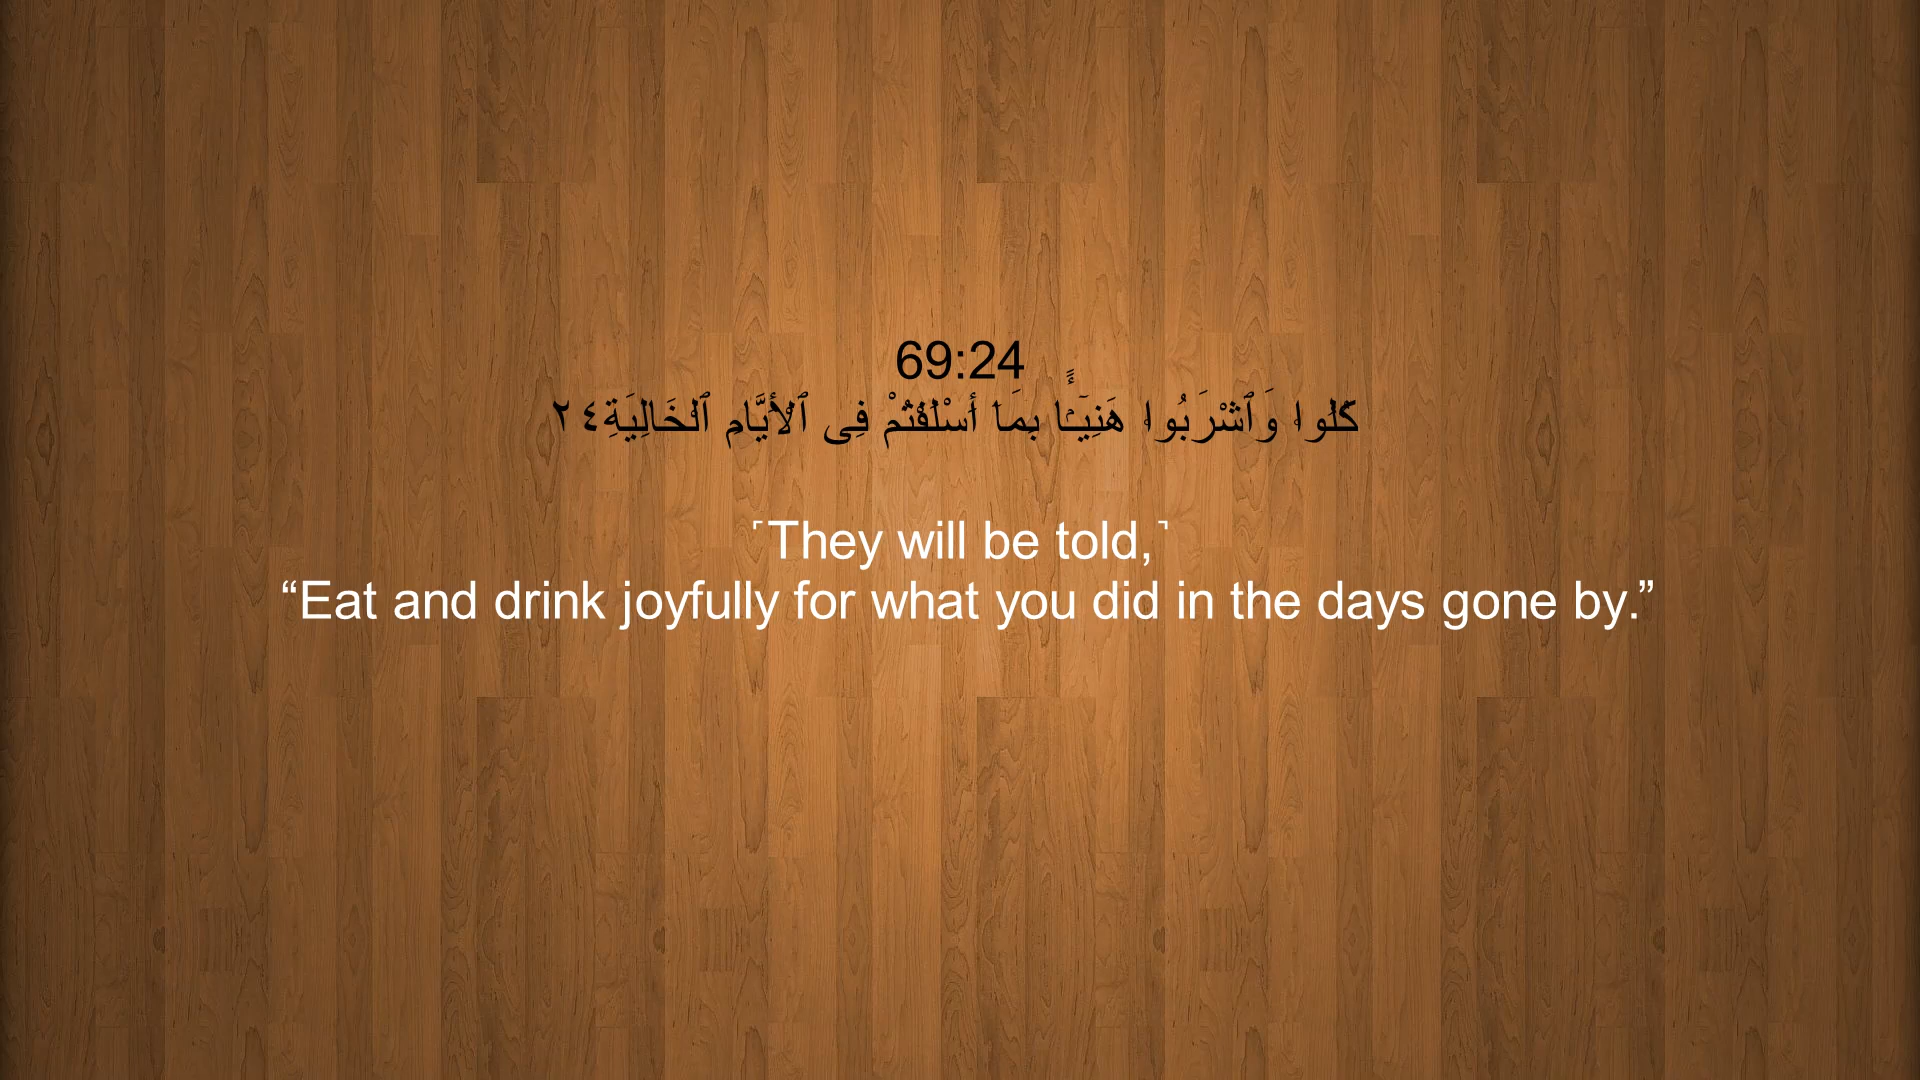 69:24
كُلُوا۟ وَٱشْرَبُوا۟ هَنِيٓـًٔۢا بِمَآ أَسْلَفْتُمْ فِى ٱلْأَيَّامِ ٱلْخَالِيَةِ ٢٤
˹They will be told,˺
“Eat and drink joyfully for what you did in the days gone by.”